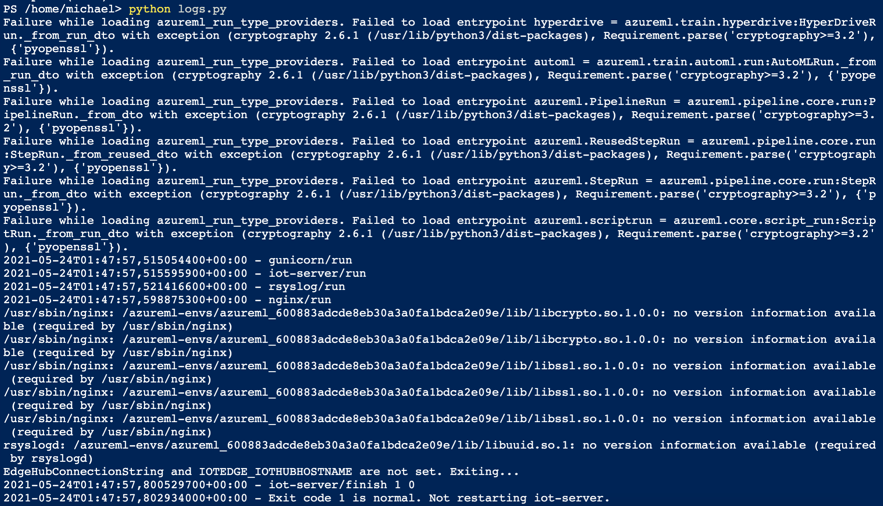 PS /home/michael> python logs.py
Failure while loading azureml_run_type_providers. Failed to load entrypoint hyperdrive = azureml.train.hyperdrive:HyperDriveR
un._from_run_dto with exception (cryptography 2.6.1 (/usr/lib/python3/dist-packages), Requirement.parse('cryptography>=3.2'),
 {'pyopenssl'}).
Failure while loading azureml_run_type_providers. Failed to load entrypoint automl = azureml.train.automl.run:AutoMLRun._from
_run_dto with exception (cryptography 2.6.1 (/usr/lib/python3/dist-packages), Requirement.parse('cryptography>=3.2'), {'pyope
nssl'}).
Failure while loading azureml_run_type_providers. Failed to load entrypoint azureml.PipelineRun = azureml.pipeline.core.run:P
ipelineRun._from_dto with exception (cryptography 2.6.1 (/usr/lib/python3/dist-packages), Requirement.parse('cryptography>=3.
2'), {'pyopenssl'}).
Failure while loading azureml_run_type_providers. Failed to load entrypoint azureml.ReusedStepRun = azureml.pipeline.core.run
:StepRun._from_reused_dto with exception (cryptography 2.6.1 (/usr/lib/python3/dist-packages), Requirement.parse('cryptograph
y>=3.2'), {'pyopenssl'}).
Failure while loading azureml_run_type_providers. Failed to load entrypoint azureml.StepRun = azureml.pipeline.core.run:StepR
un._from_dto with exception (cryptography 2.6.1 (/usr/lib/python3/dist-packages), Requirement.parse('cryptography>=3.2'), {'p
yopenssl'}).
Failure while loading azureml_run_type_providers. Failed to load entrypoint azureml.scriptrun = azureml.core.script_run:Scrip
tRun._from_run_dto with exception (cryptography 2.6.1 (/usr/lib/python3/dist-packages), Requirement.parse('cryptography>=3.2'
), {'pyopenssl'}).
2021-05-24T01:47:57,515054400+00:00 - gunicorn/run
2021-05-24T01:47:57,515595900+00:00 - iot-server/run
2021-05-24T01:47:57,521416600+00:00 - rsyslog/run
2021-05-24T01:47:57,598875300+00:00 - nginx/run
/usr/sbin/nginx: /azureml-envs/azureml_600883adcde8eb30a3a0fa1bdca2e09e/lib/libcrypto.so.1.0.0: no version information availa
ble (required by /usr/sbin/nginx)
/usr/sbin/nginx: /azureml-envs/azureml_600883adcde8eb30a3a0fa1bdca2e09e/lib/libcrypto.so.1.0.0: no version information availa
ble (required by /usr/sbin/nginx)
/usr/sbin/nginx: /azureml-envs/azureml_600883adcde8eb30a3a0fa1bdca2e09e/lib/libssl.so.1.0.0: no version information available
 (required by /usr/sbin/nginx)
/usr/sbin/nginx: /azureml-envs/azureml_600883adcde8eb30a3a0fa1bdca2e09e/lib/libssl.so.1.0.0: no version information available
 (required by /usr/sbin/nginx)
/usr/sbin/nginx: /azureml-envs/azureml_600883adcde8eb30a3a0fa1bdca2e09e/lib/libssl.so.1.0.0: no version information available
 (required by /usr/sbin/nginx)
rsyslogd: /azureml-envs/azureml_600883adcde8eb30a3a0fa1bdca2e09e/lib/libuuid.so.1: no version information available (required
 by rsyslogd)
EdgeHubConnectionString and IOTEDGE_IOTHUBHOSTNAME are not set. Exiting...
2021-05-24T01:47:57,800529700+00:00 - iot-server/finish 1 0
2021-05-24T01:47:57,802934000+00:00 - Exit code 1 is normal. Not restarting iot-server.